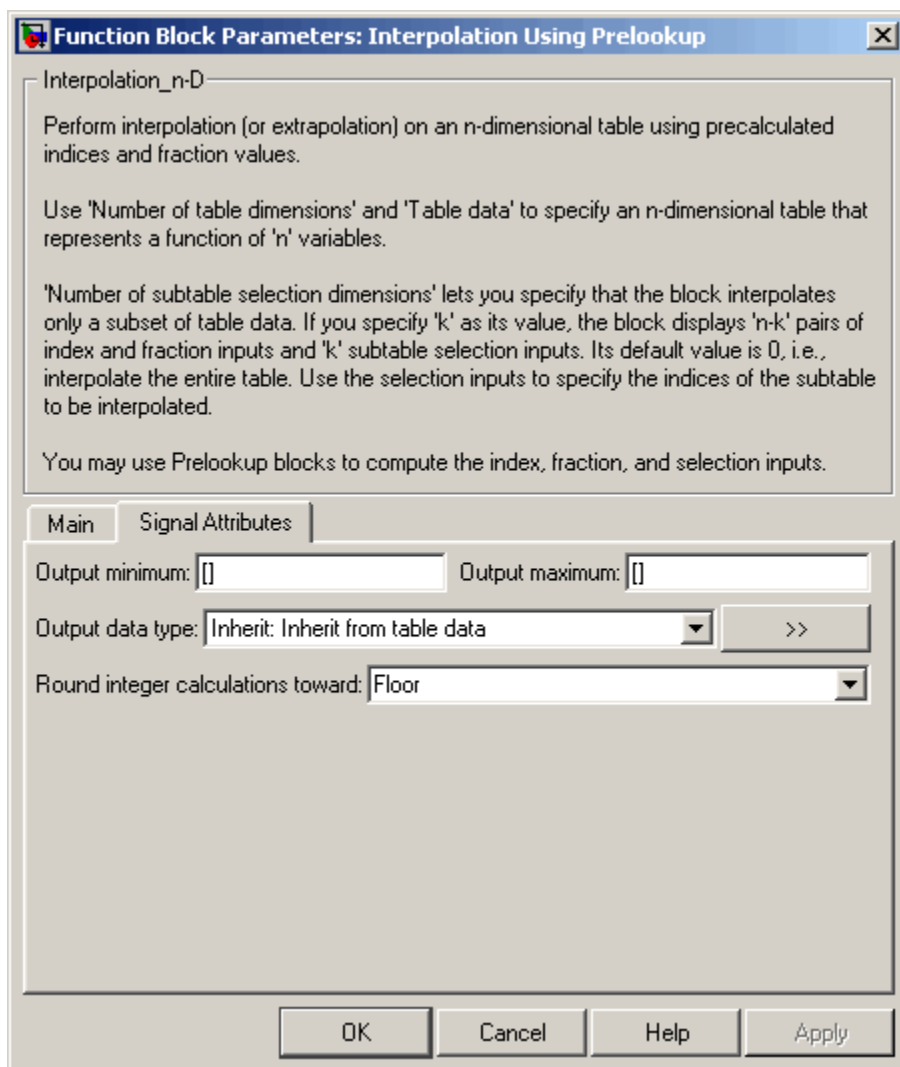 Function Block Parameters: Interpolation Using Prelookup
Interpolation_n-D
Perform interpolation (or extrapolation) on an n-dimensional table using precalculated
indices and fraction values.
Use 'Number of table dimensions' and 'Table data' to specify an n-dimensional table that
represents a function of 'n' variables.
'Number of subtable selection dimensions' lets you specify that the block interpolates
only a subset of table data. If you specify 'k' as its value, the block displays 'n-k' pairs of
index and fraction inputs and 'k' subtable selection inputs. Its default value is 0, i.e.,
interpolate the entire table. Use the selection inputs to specify the indices of the subtable
to be interpolated.
You may use Prelookup blocks to compute the index, fraction, and selection inputs.
Main Signal Attributes
Output minimum: [] Output maximum: []
Output data type: Inherit: Inherit from table data >>
Round integer calculations toward: Floor
OK Cancel Help Apply